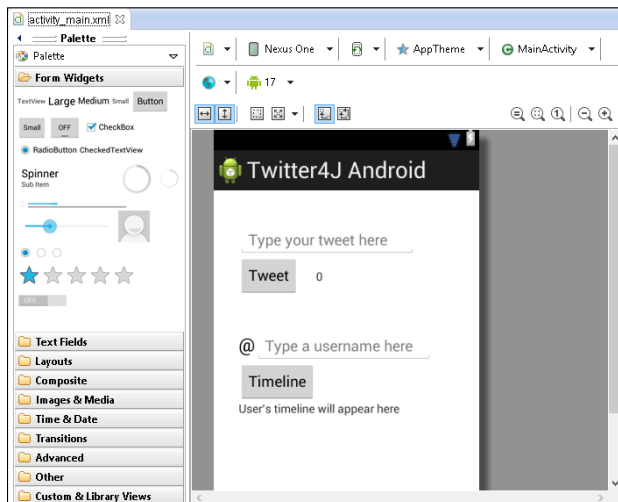 activity_main.xml
Palette
Palette
Form Widgets
TextView Large Medium Small Button
Small OFF CheckBox
RadioButton CheckedTextView
Spinner
Sub Item
OFF
Text Fields
Layouts
Composite
Images & Media
Time & Date
Transitions
Advanced
Other
Custom & Library Views
Nexus One AppTheme MainActivity
17
1
Twitter4J Android
Type your tweet here
Tweet 0
@ Type a username here
Timeline
User's timeline will appear here